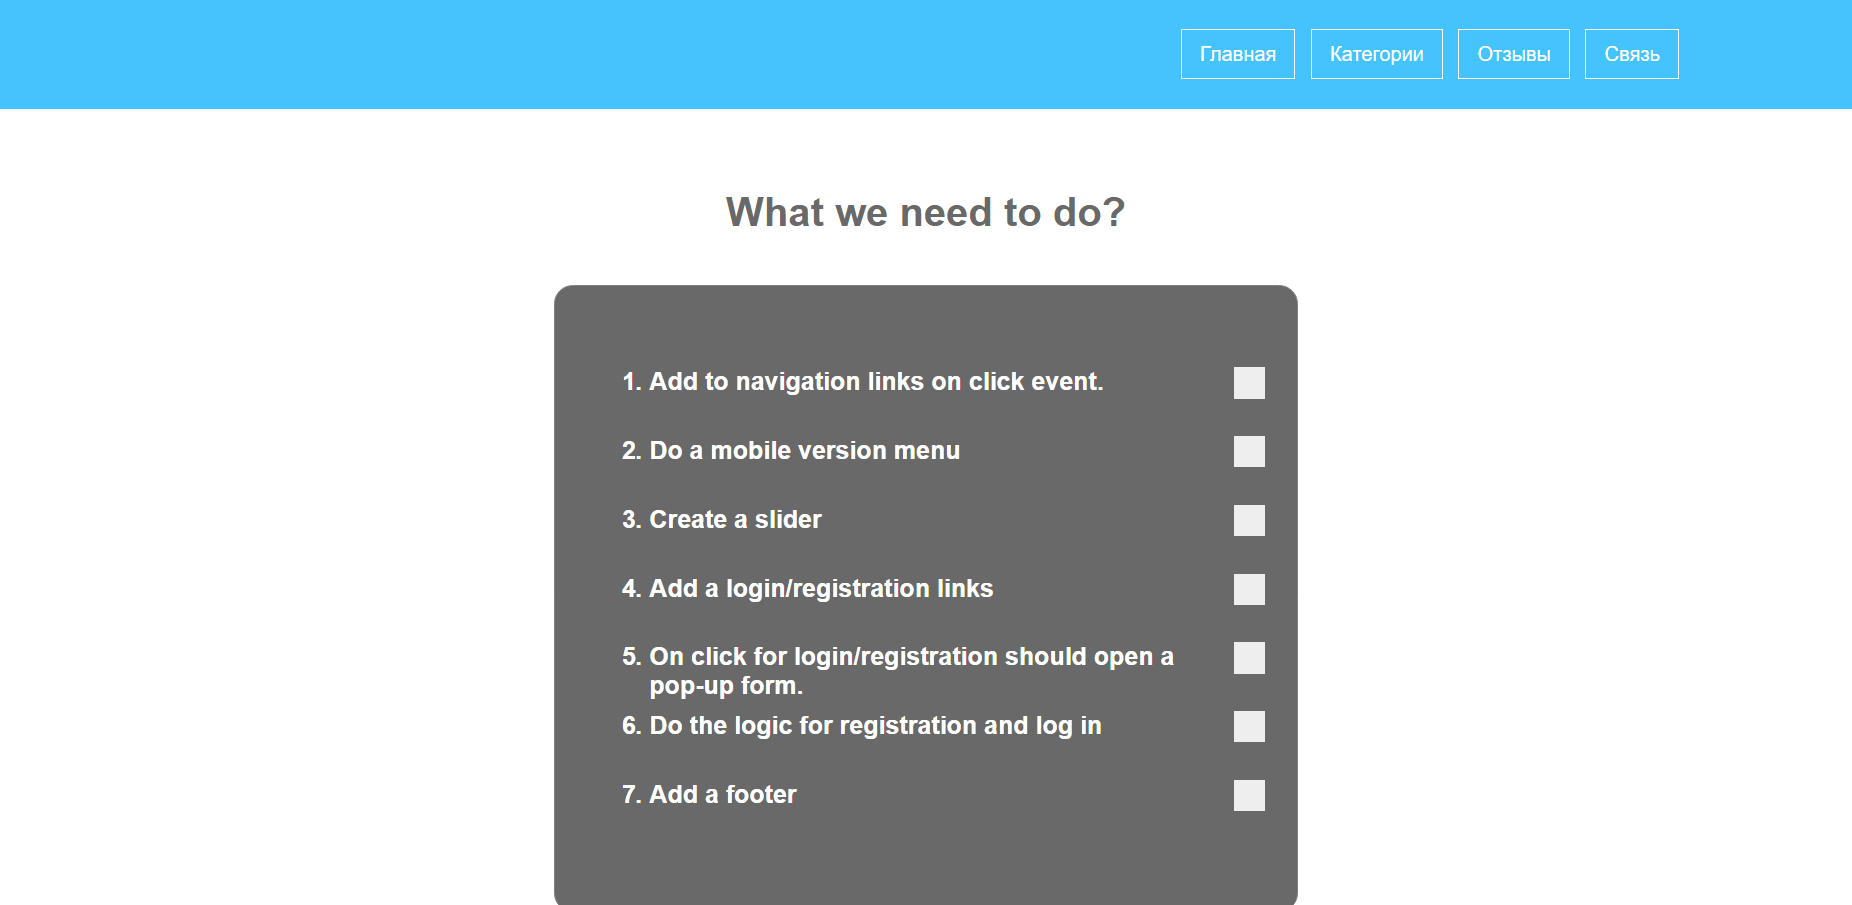 Главная Категории Отзывы Связь
What we need to do?
1. Add to navigation links on click event.
2. Do a mobile version menu
3. Create a slider
4. Add a login/registration links
5. On click for login/registration should open a
pop-up form.
6. Do the logic for registration and log in
7. Add a footer